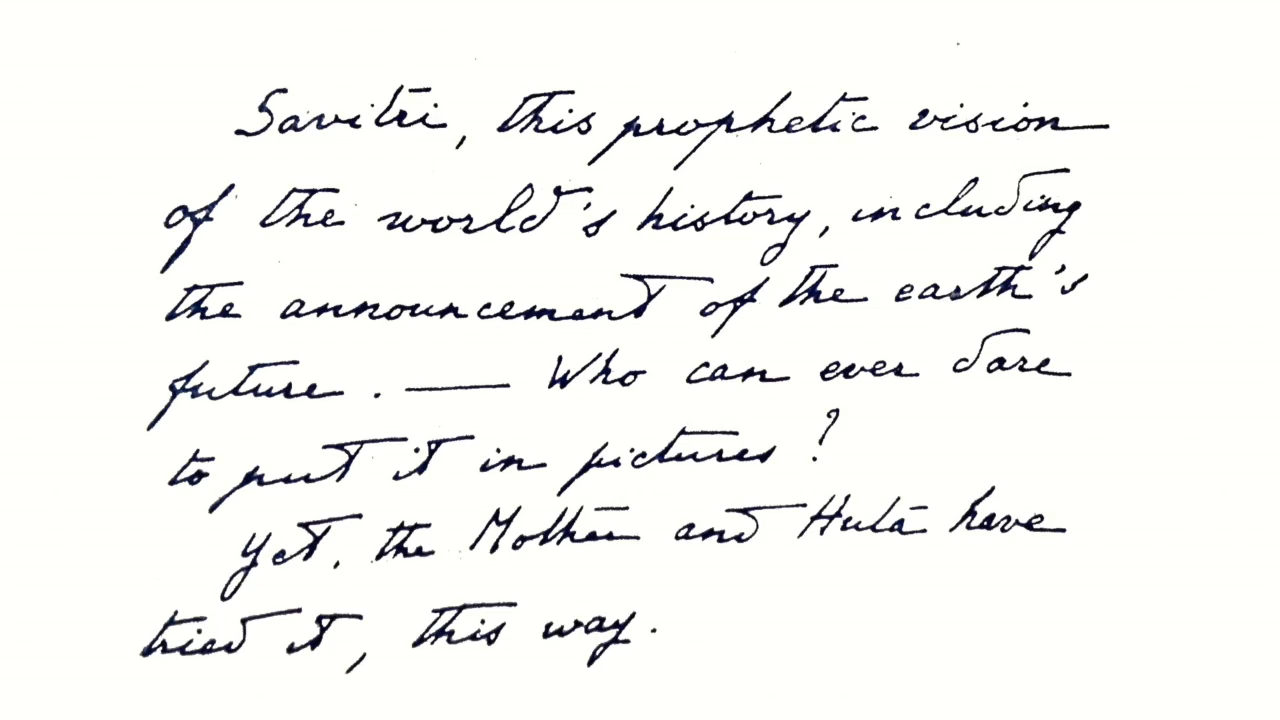 Savitri, this prophetic vision
of the world's history, including
the announcement of the earth's
future. — Who can ever dare
to put it in pictures?
Yet, the Mother and Huta have
tried it, this way.